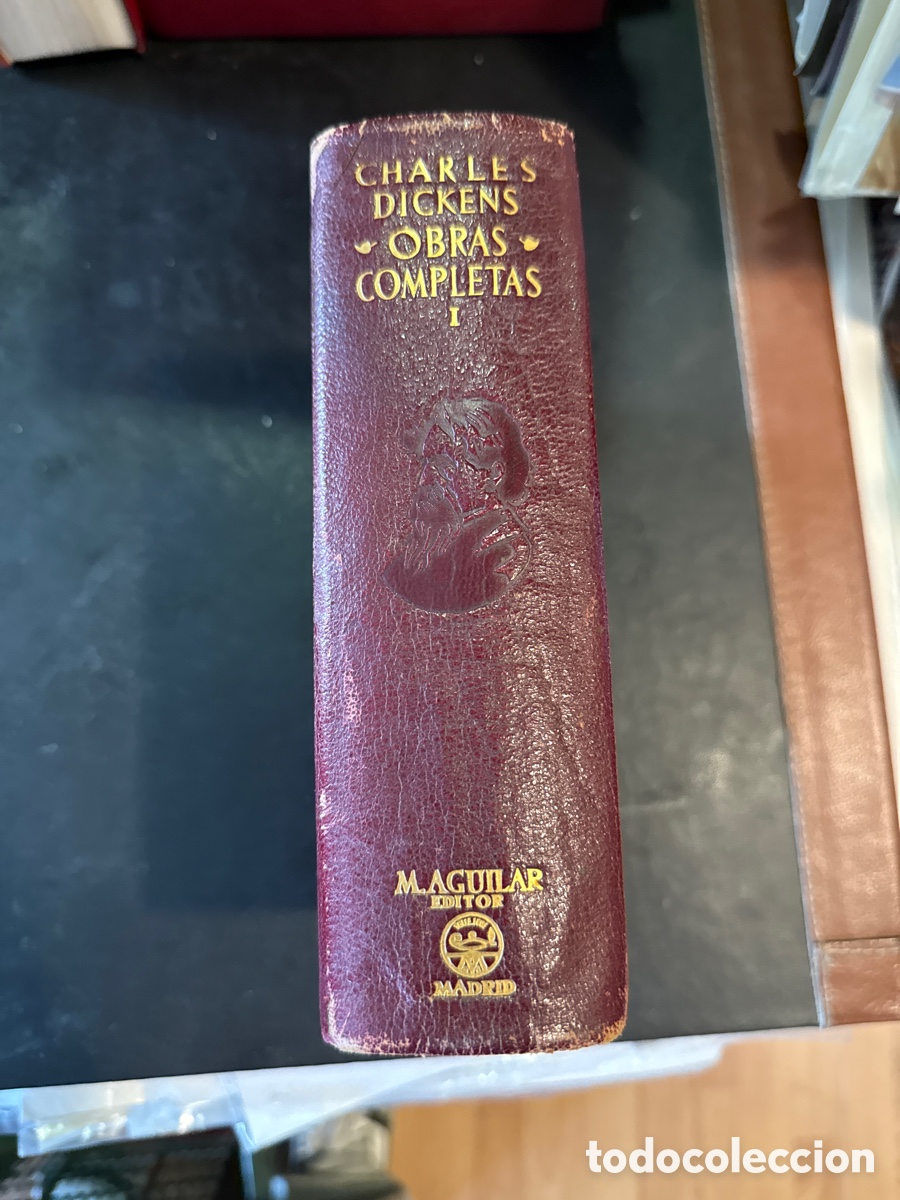 CHARLES
DICKENS
OBRAS
COMPLETAS
I
M. AGUILAR
EDITOR
MADRID
todocoleccion